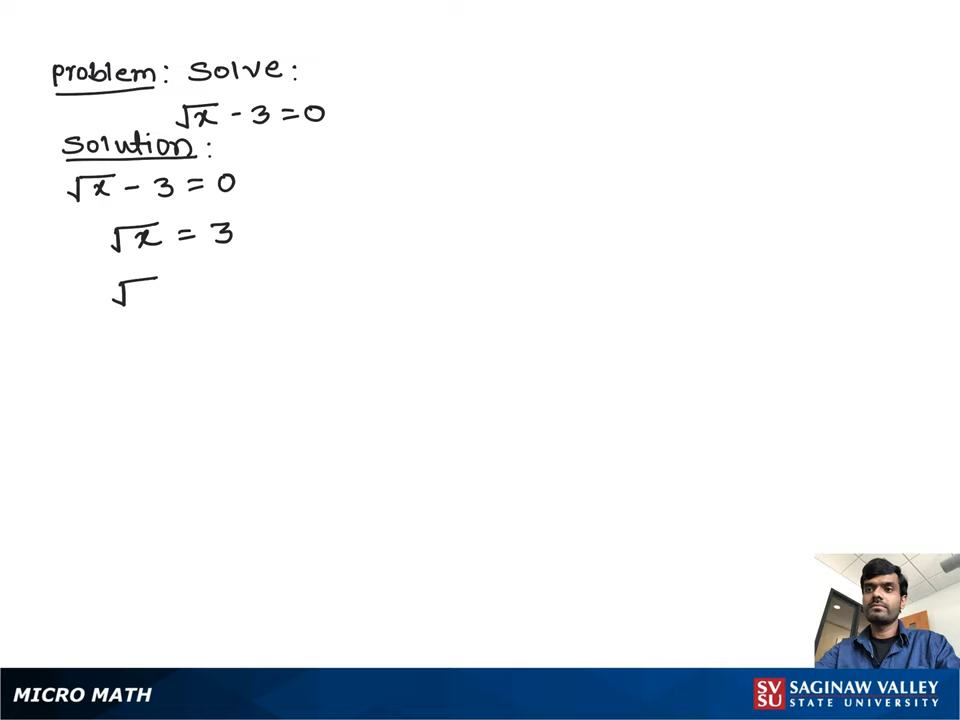 Problem: Solve:
√x - 3 = 0
Solution:
√x - 3 = 0
√x = 3
√
MICRO MATH
SV
SU
SAGINAW VALLEY
STATE UNIVERSITY